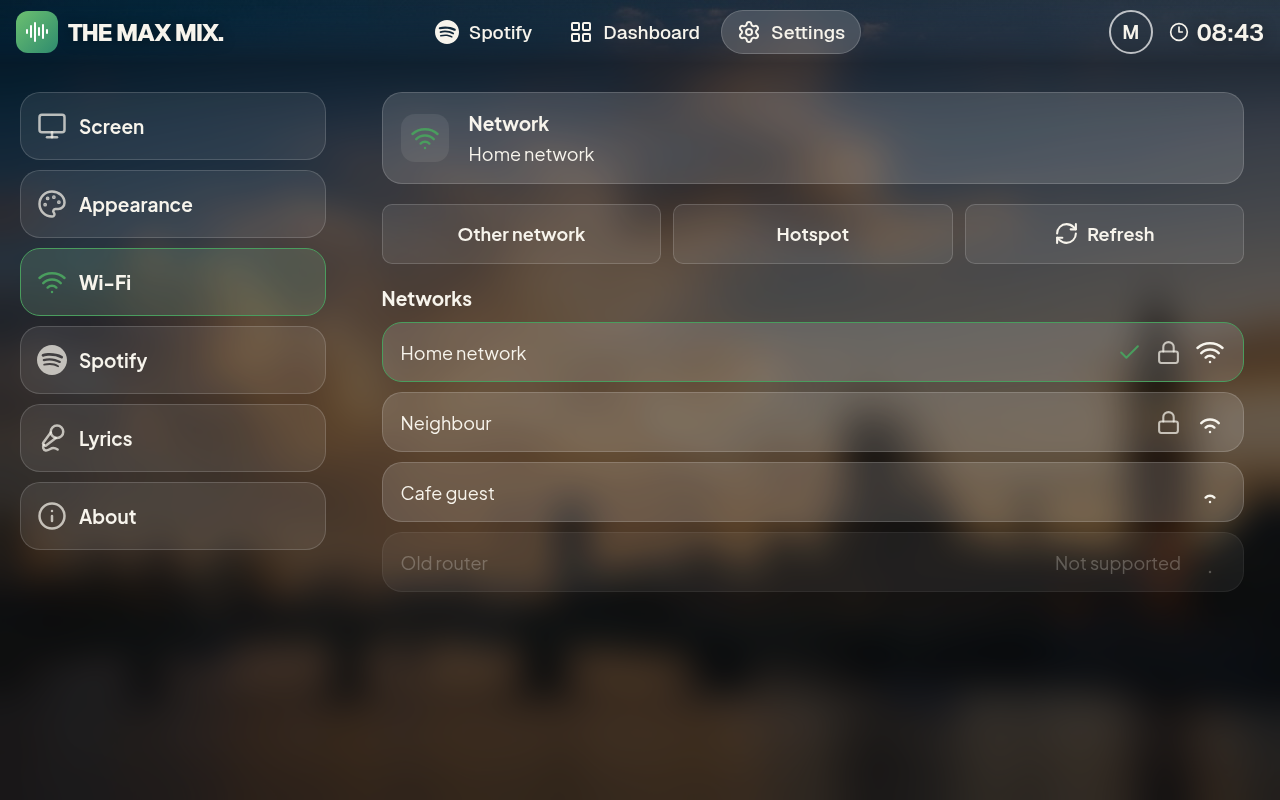 THE MAX MIX.
Spotify
Dashboard
Settings
M
08:43
Screen
Appearance
Wi-Fi
Spotify
Lyrics
About
Network
Home network
Other network
Hotspot
Refresh
Networks
Home network
Neighbour
Cafe guest
Old router
Not supported